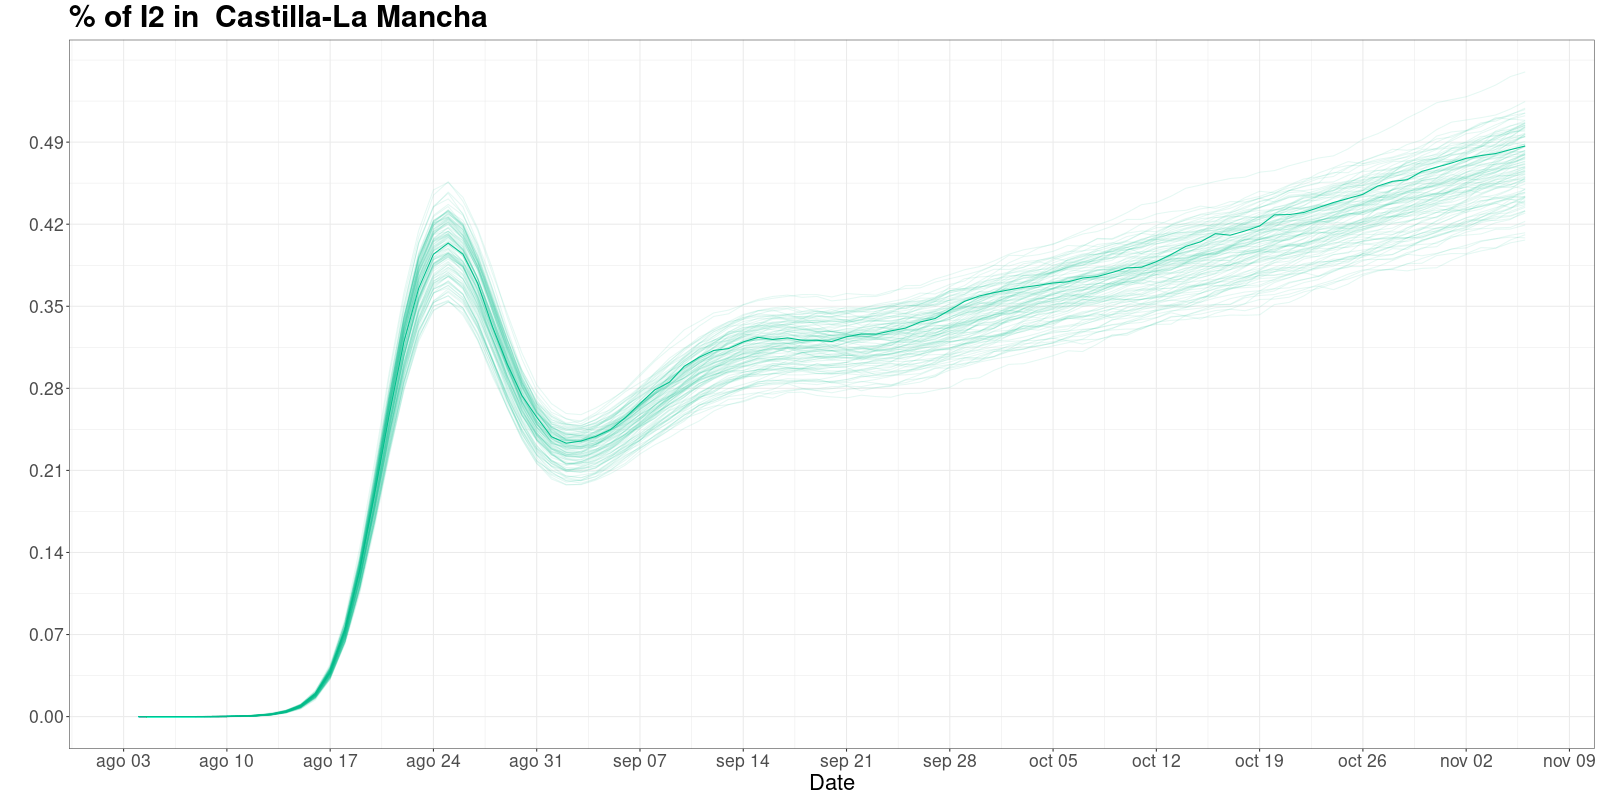 % of I2 in  Castilla-La Mancha
0.49
0.42
0.35
0.28
0.21
0.14
0.07
0.00
ago 03 ago 10 ago 17 ago 24 ago 31 sep 07 sep 14 sep 21 sep 28 oct 05 oct 12 oct 19 oct 26 nov 02 nov 09
Date